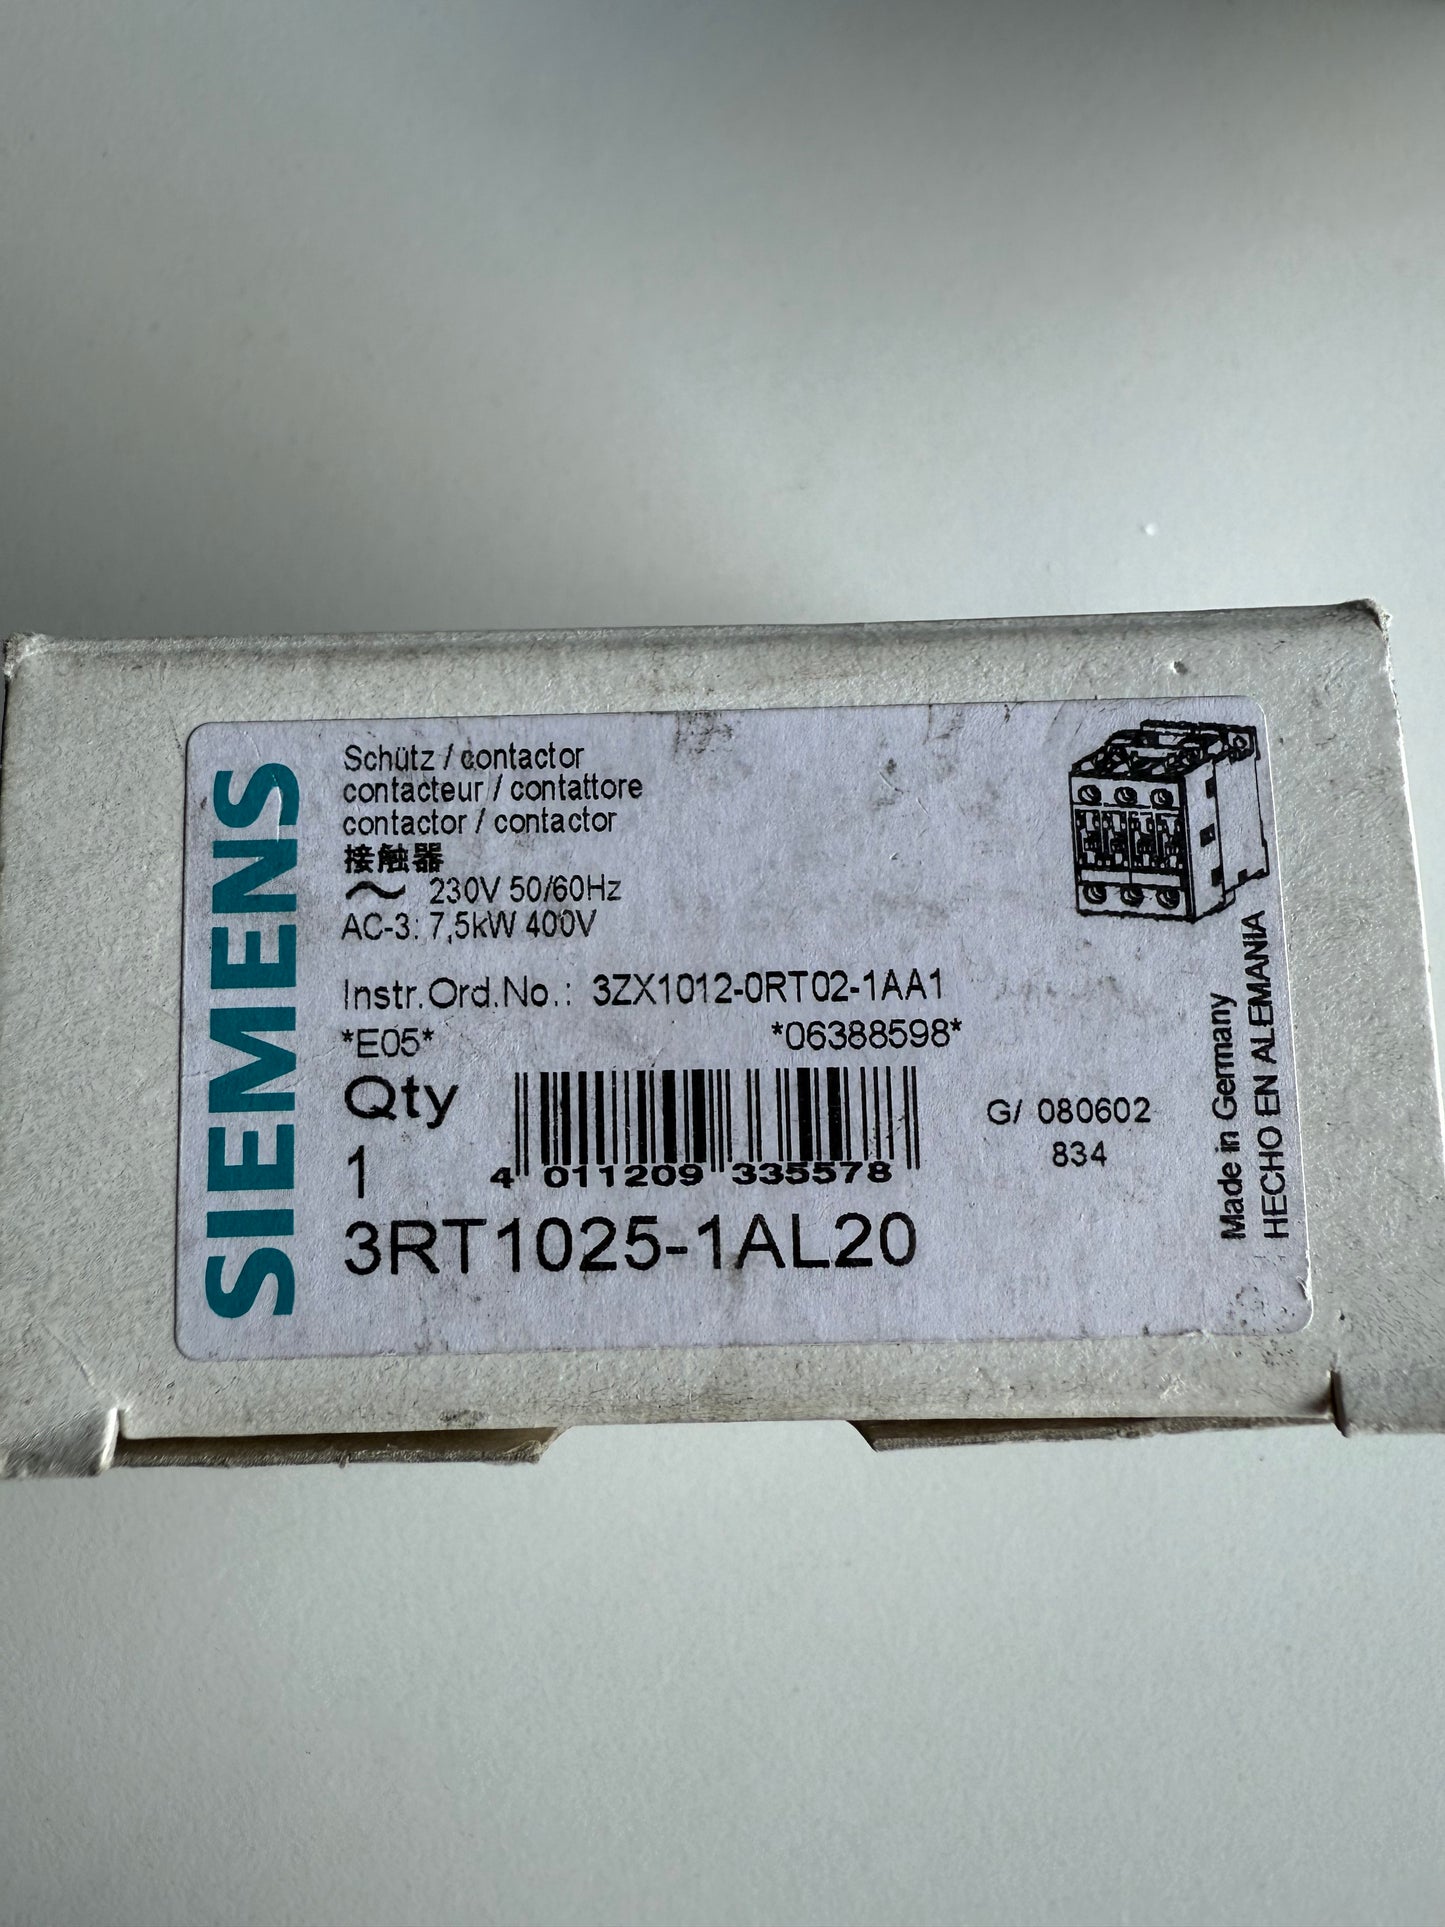 SIEMENS
Schütz / contactor
contacteur / contattore
contactor / contactor
接触器
~ 230V 50/60Hz
AC-3: 7,5kW 400V
Instr.Ord.No.: 3ZX1012-0RT02-1AA1
*E05* *06388598*
Qty
1
4 011209 335578
G/ 080602
834
3RT1025-1AL20
Made in Germany
HECHO EN ALEMANIA